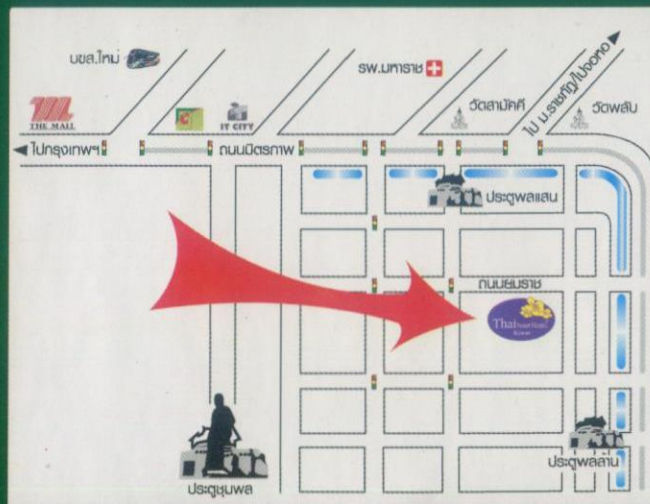 บขส.ใหม่
รพ.มหาราช
ไป ม.ราชภัฏ/ไปจอหอ
THE MALL
IT CITY
วัดสามัคคี
วัดพลับ
ไปกรุงเทพฯ
ถนนมิตรภาพ
ประตูพลแสน
ถนนยมราช
Thai
ประตูพลล้าน
ประตูชุมพล